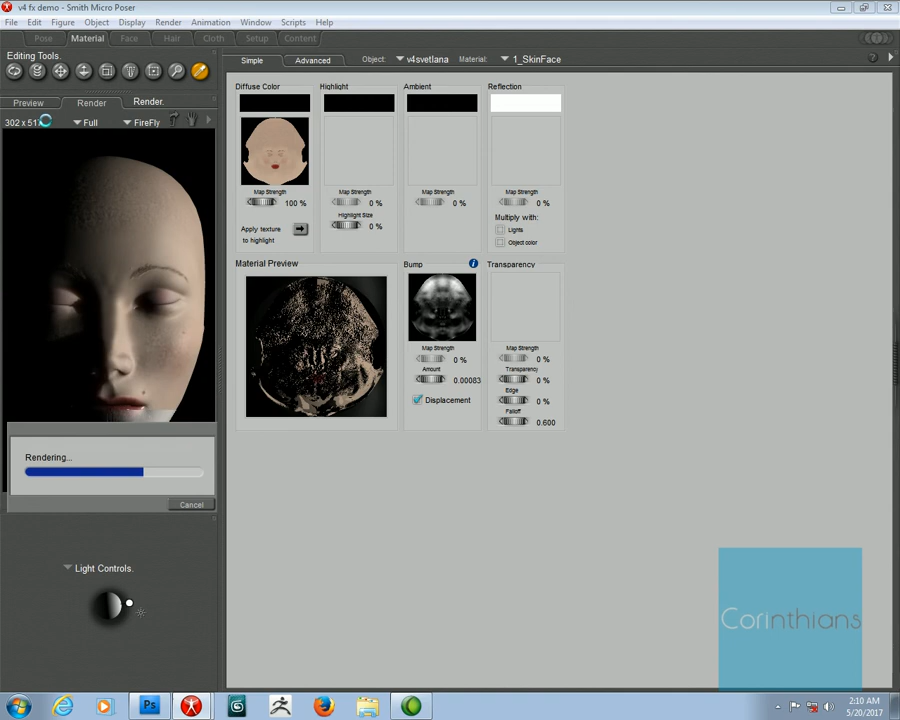 v4 fx demo - Smith Micro Poser
File Edit Figure Object Display Render Animation Window Scripts Help
Pose Material Face Hair Cloth Setup Content
Editing Tools.
Simple Advanced Object: v4svetlana Material: 1_SkinFace ?
Preview Render Render.
302 x 51 Full FireFly
Diffuse Color Highlight Ambient Reflection
Map Strength Map Strength Map Strength Map Strength
100 % 0 % 0 % 0 %
Highlight Size
0 %
Multiply with:
Lights
Object color
Apply texture
to highlight
Material Preview Bump i Transparency
Map Strength Map Strength
0 % 0 %
Amount Transparency
0.00083 0 %
Edge
Displacement 0 %
Falloff
0.600
Rendering...
Cancel
Light Controls.
Corinthians
Ps
2:10 AM
5/20/2017